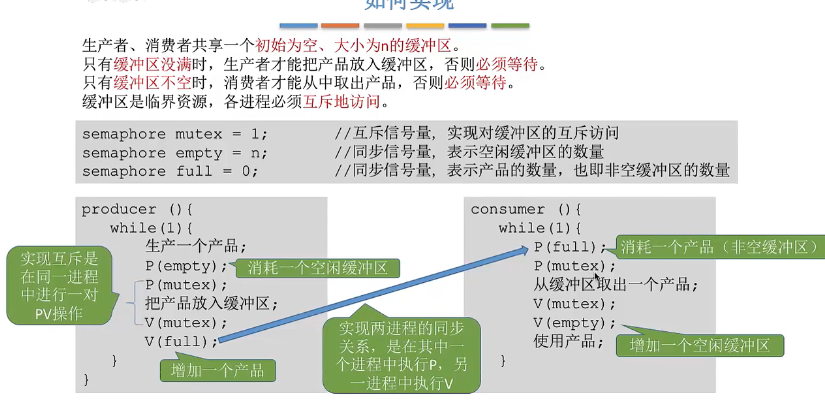 如何实现
生产者、消费者共享一个初始为空、大小为n的缓冲区。
只有缓冲区没满时，生产者才能把产品放入缓冲区，否则必须等待。
只有缓冲区不空时，消费者才能从中取出产品，否则必须等待。
缓冲区是临界资源，各进程必须互斥地访问。
semaphore mutex = 1; //互斥信号量，实现对缓冲区的互斥访问
semaphore empty = n; //同步信号量，表示空闲缓冲区的数量
semaphore full = 0; //同步信号量，表示产品的数量，也即非空缓冲区的数量
producer (){
while(1){
生产一个产品;
P(empty);
P(mutex);
把产品放入缓冲区;
V(mutex);
V(full);
}
}
实现互斥是
在同一进程
中进行一对
PV操作
消耗一个空闲缓冲区
增加一个产品
实现两进程的同步
关系，是在其中一
个进程中执行P，另
一进程中执行V
consumer (){
while(1){
P(full);
P(mutex);
从缓冲区取出一个产品;
V(mutex);
V(empty);
使用产品;
}
消耗一个产品（非空缓冲区）
增加一个空闲缓冲区